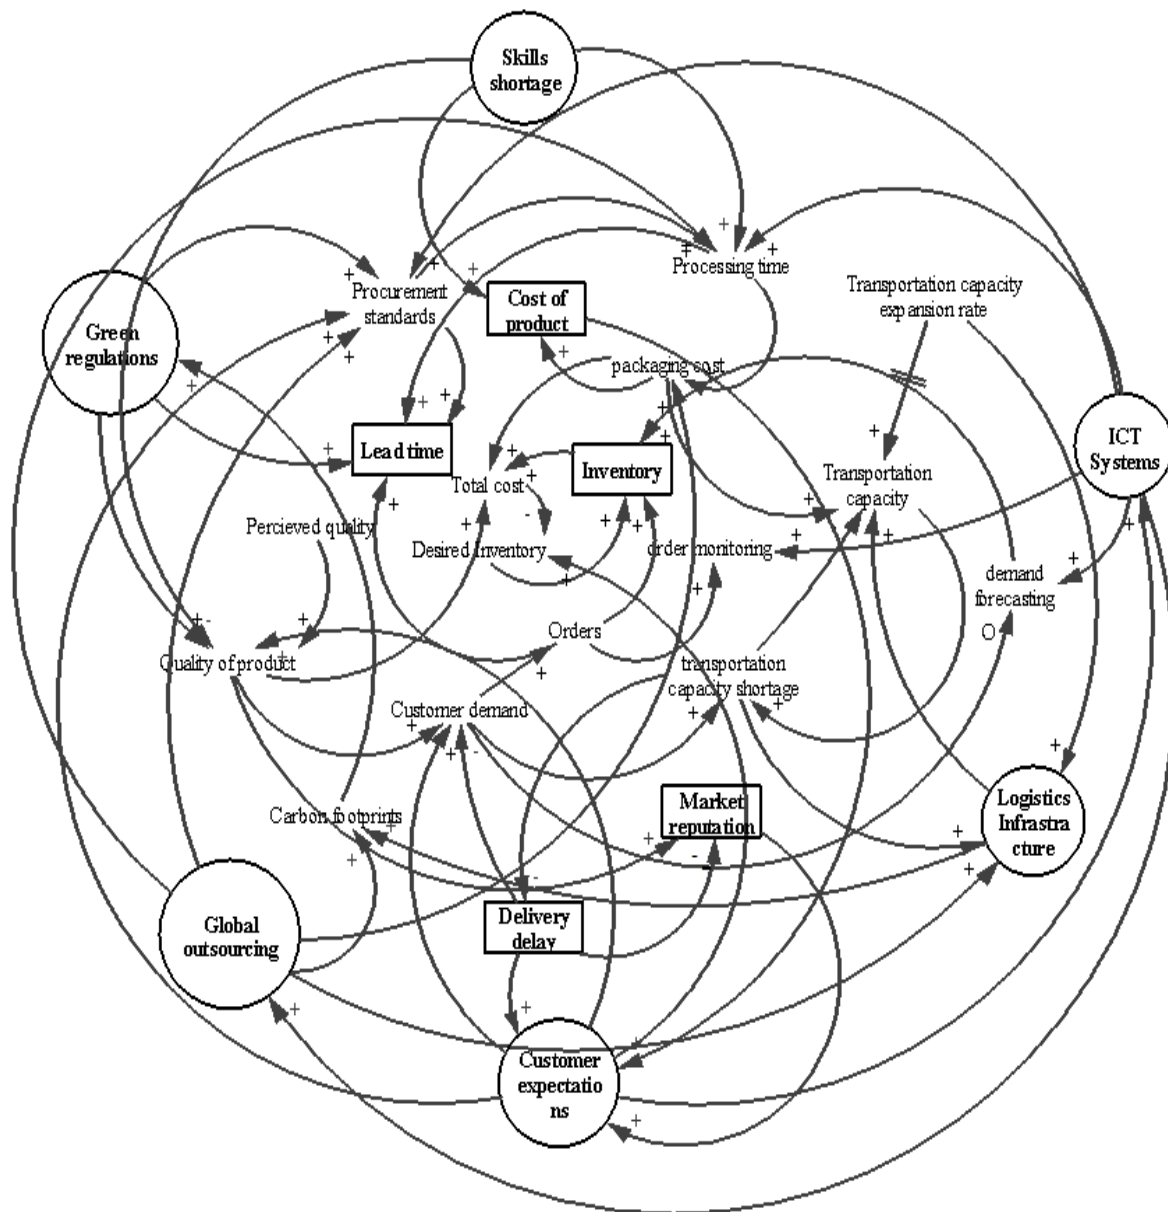 Skills
shortage
Processing time
Procurement
standards
Cost of
product
Transportation capacity
expansion rate
Green
regulations
packaging cost
ICT
Systems
Lead time
Inventory
Total cost
Transportation
capacity
Percieved quality
Desired Inventory
order monitoring
demand
forecasting
O
Orders
Quality of product
transportation
capacity shortage
Customer demand
Carbon footprints
Market
reputation
Logistics
Infrastra
cture
Global
outsourcing
Delivery
delay
Customer
expectatio
ns